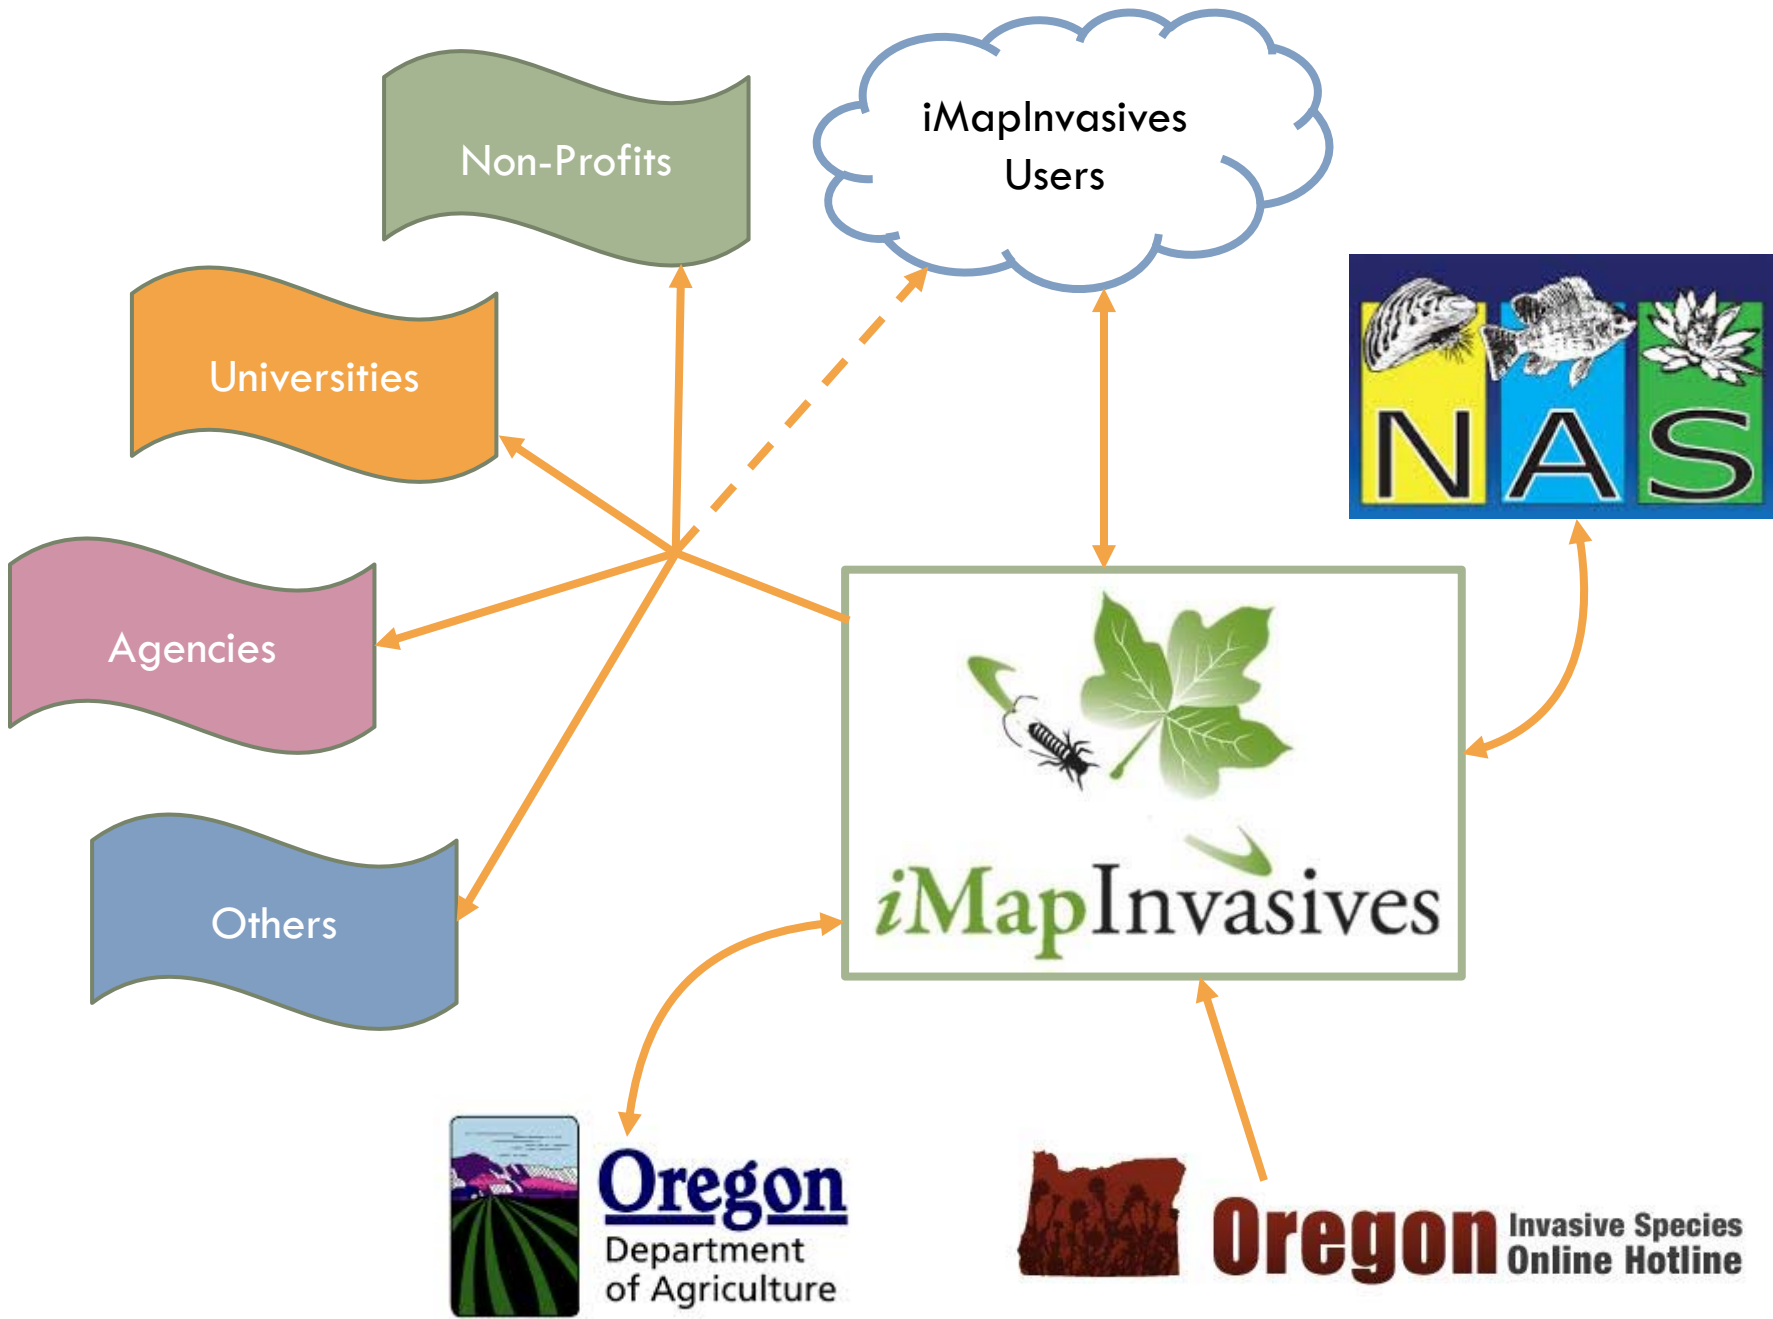 Non-Profits
iMapInvasives
Users
Universities
NAS
Agencies
iMapInvasives
Others
Oregon
Department
of Agriculture
Oregon
Invasive Species
Online Hotline